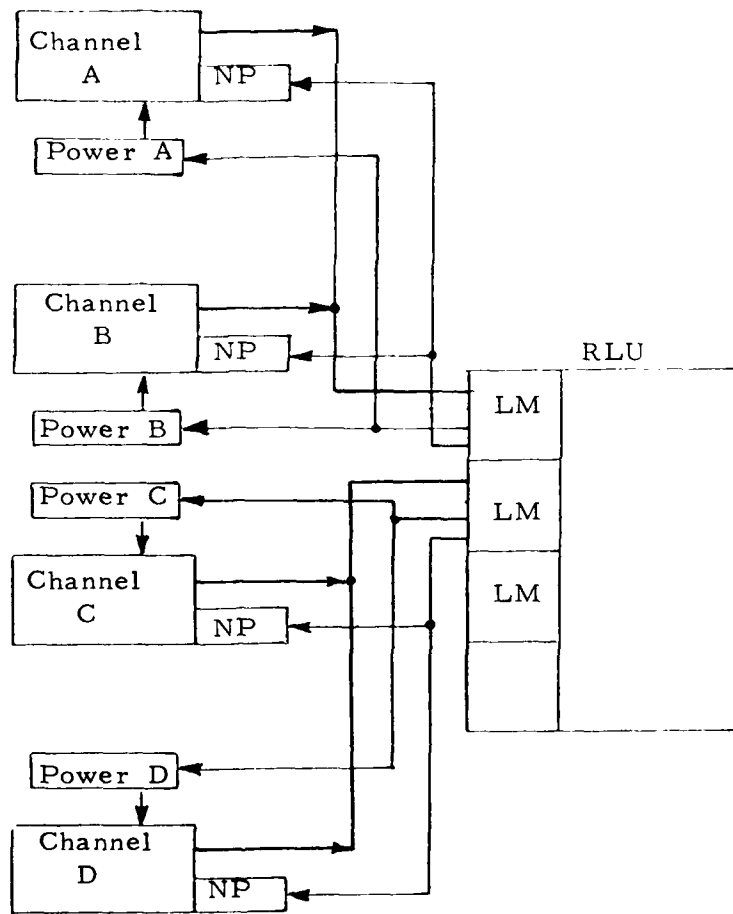 Channel
A
NP
Power A
Channel
B
NP
Power B
RLU
LM
Power C
LM
Channel
C
NP
LM
Power D
Channel
D
NP